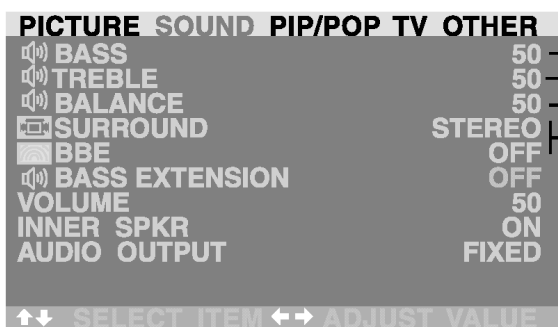 PICTURE SOUND PIP/POP TV OTHER
BASS 50
TREBLE 50
BALANCE 50
SURROUND STEREO
BBE OFF
BASS EXTENSION OFF
VOLUME 50
INNER SPKR ON
AUDIO OUTPUT FIXED
SELECT ITEM ADJUST VALUE